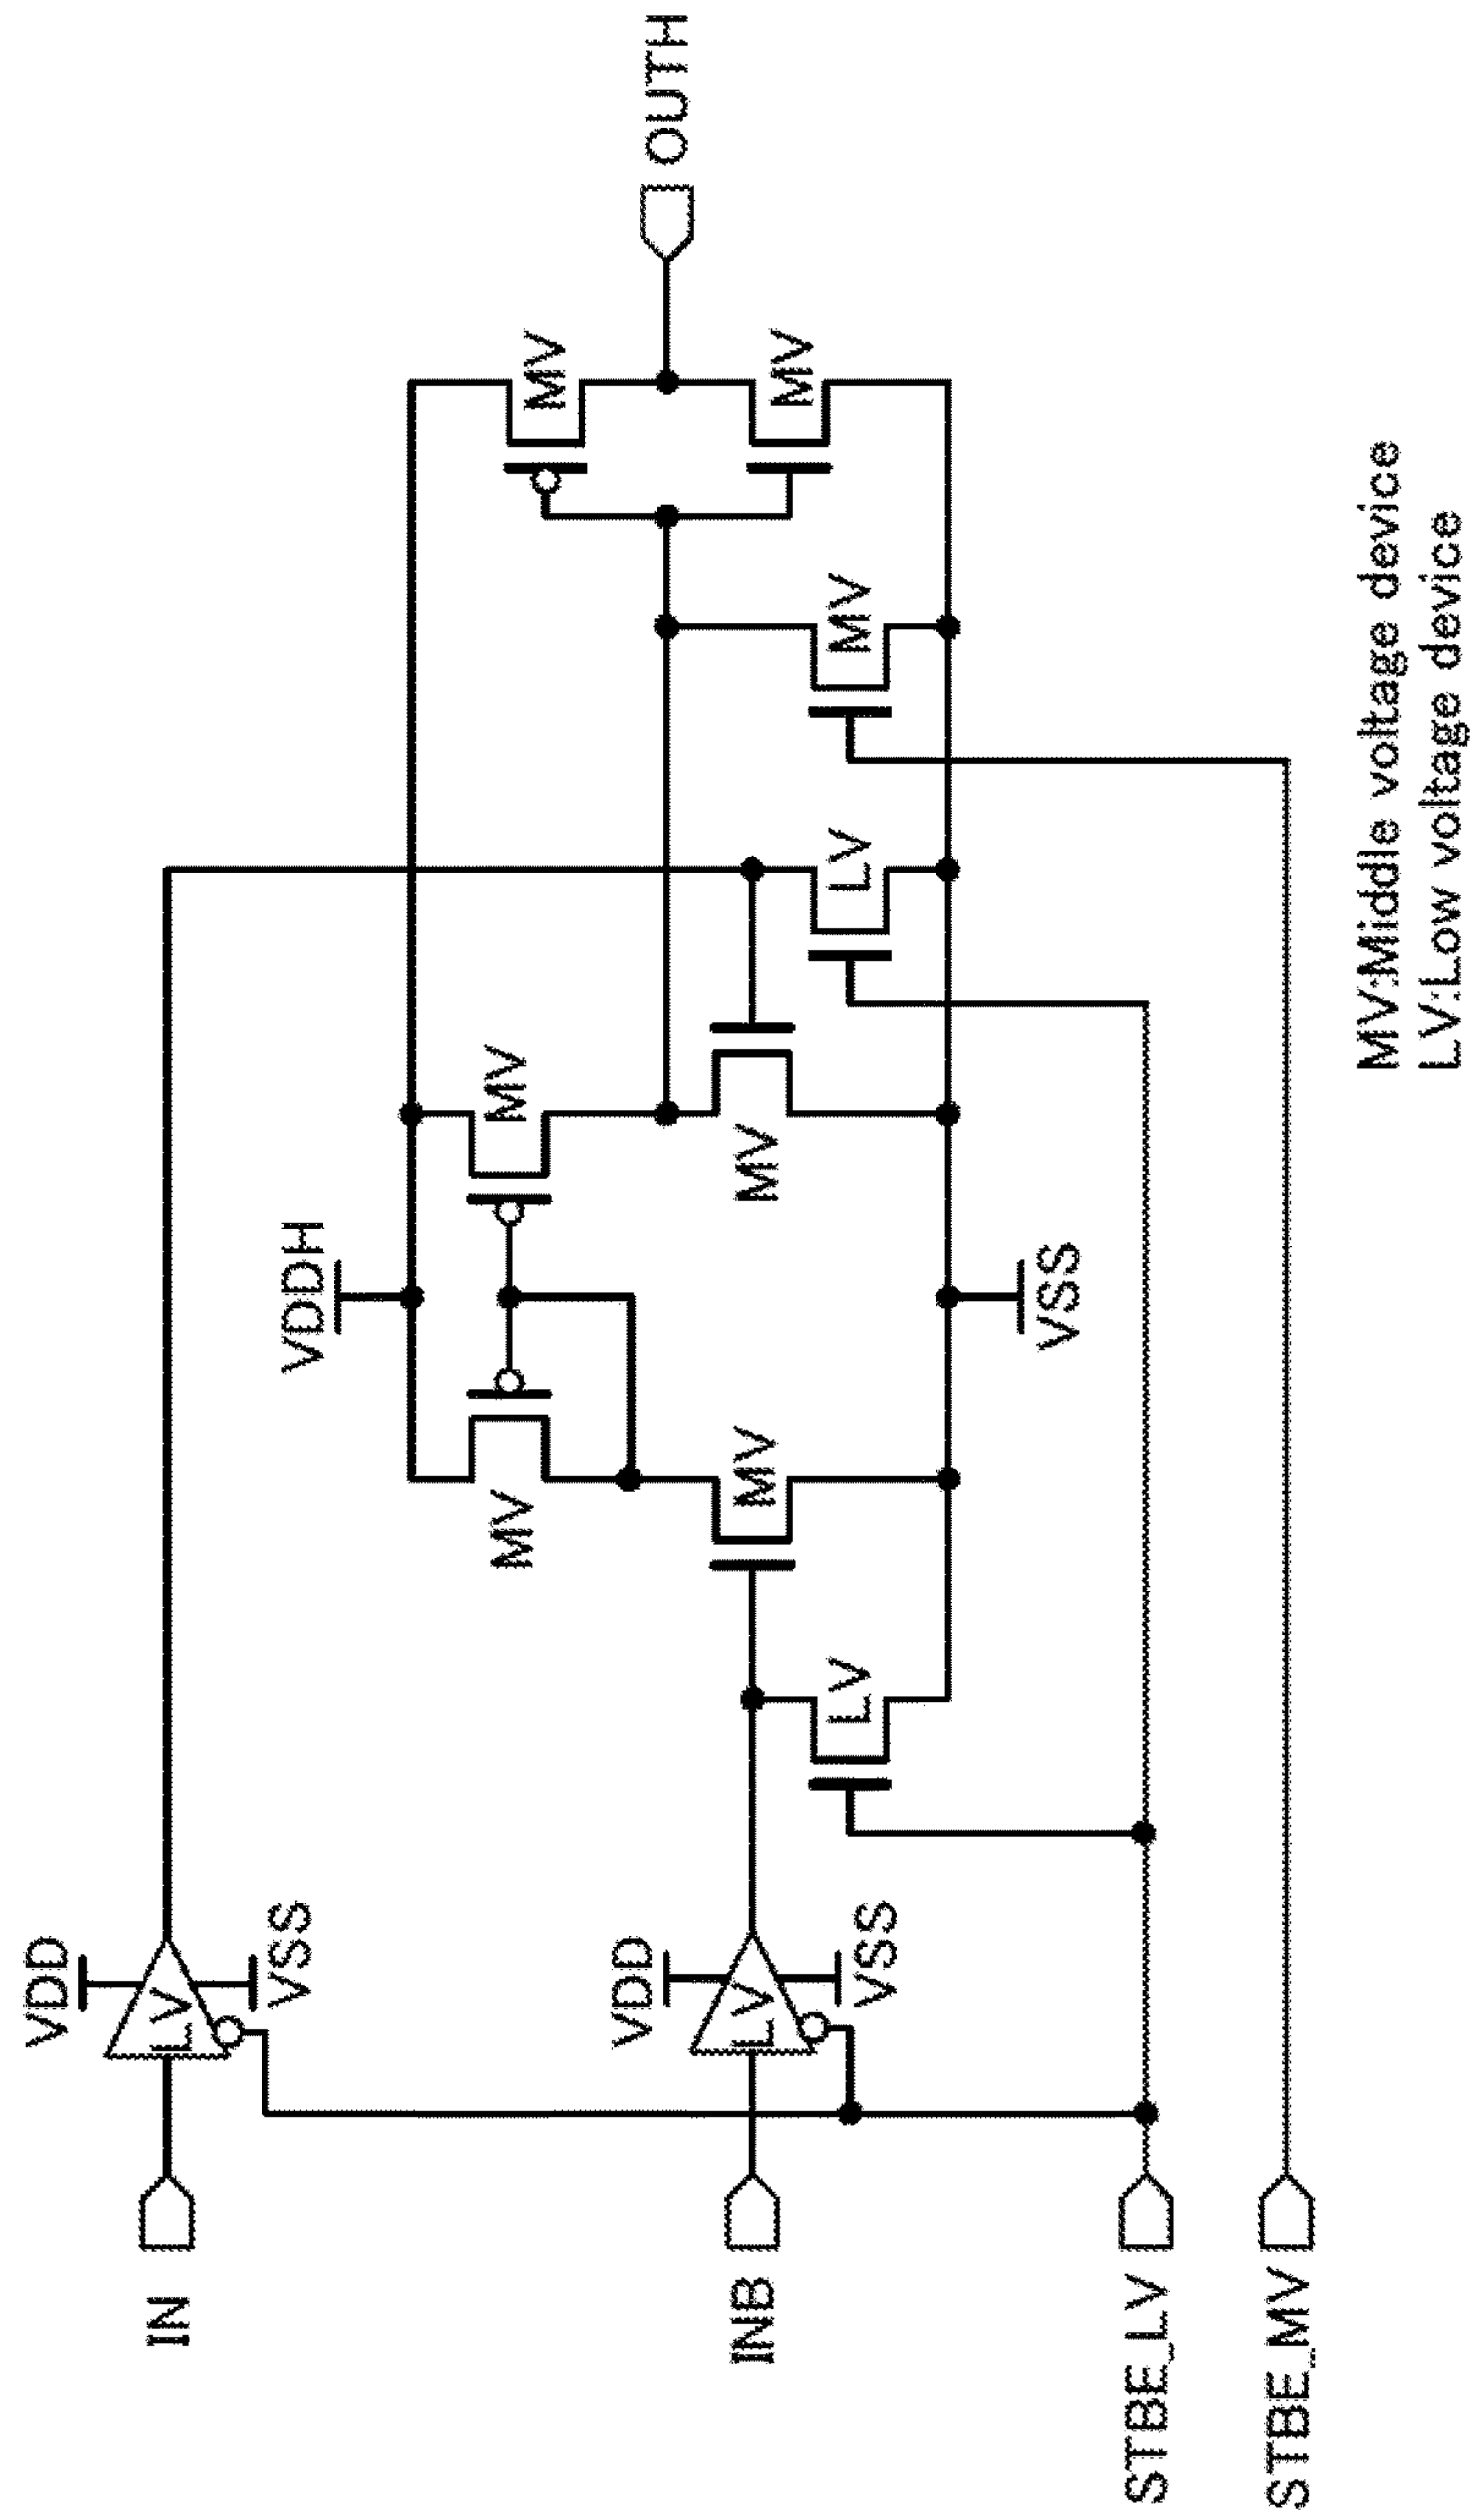 IN
INB
STBE_LV
STBE_MV
VDD
LV
VSS
VDD
LV
VSS
LV
MV
MV
VDDH
VSS
MV
MV
LV
MV
MV
MV
OUTH
MV:Middle voltage device
LV:Low voltage device